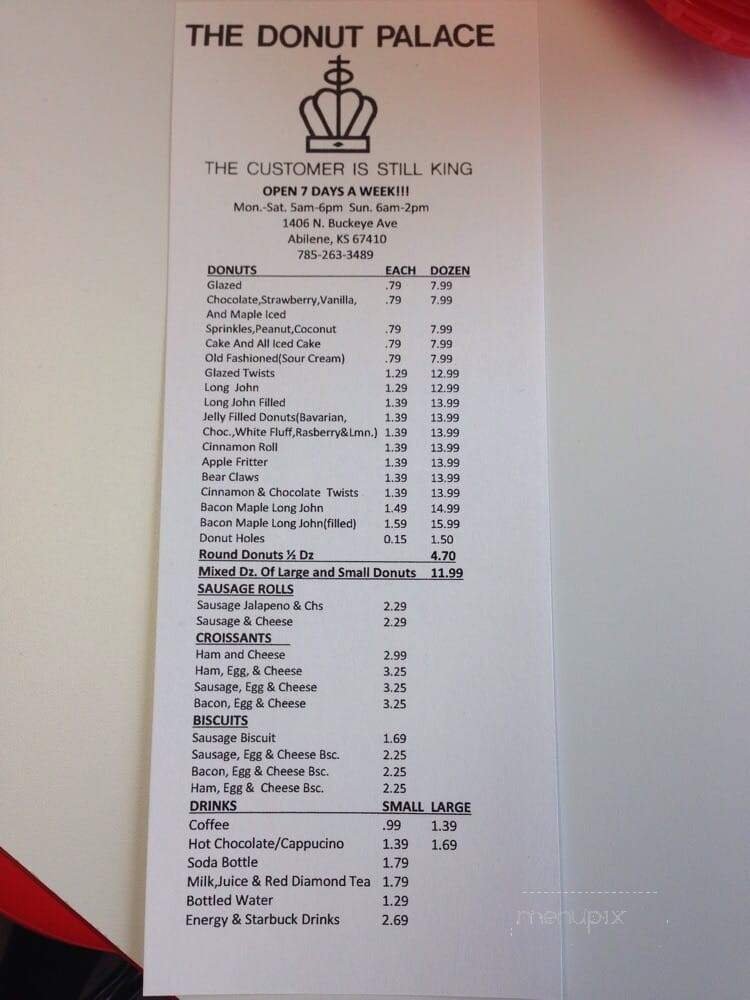 THE DONUT PALACE
THE CUSTOMER IS STILL KING
OPEN 7 DAYS A WEEK!!!
Mon.-Sat. 5am-6pm Sun. 6am-2pm
1406 N. Buckeye Ave
Abilene, KS 67410
785-263-3489
DONUTS EACH DOZEN
Glazed .79 7.99
Chocolate,Strawberry,Vanilla, .79 7.99
And Maple Iced
Sprinkles,Peanut,Coconut .79 7.99
Cake And All Iced Cake .79 7.99
Old Fashioned(Sour Cream) .79 7.99
Glazed Twists 1.29 12.99
Long John 1.29 12.99
Long John Filled 1.39 13.99
Jelly Filled Donuts(Bavarian, 1.39 13.99
Choc.,White Fluff,Rasberry&Lmn.) 1.39 13.99
Cinnamon Roll 1.39 13.99
Apple Fritter 1.39 13.99
Bear Claws 1.39 13.99
Cinnamon & Chocolate Twists 1.39 13.99
Bacon Maple Long John 1.49 14.99
Bacon Maple Long John(filled) 1.59 15.99
Donut Holes 0.15 1.50
Round Donuts ½ Dz 4.70
Mixed Dz. Of Large and Small Donuts 11.99
SAUSAGE ROLLS
Sausage Jalapeno & Chs 2.29
Sausage & Cheese 2.29
CROISSANTS
Ham and Cheese 2.99
Ham, Egg, & Cheese 3.25
Sausage, Egg & Cheese 3.25
Bacon, Egg & Cheese 3.25
BISCUITS
Sausage Biscuit 1.69
Sausage, Egg & Cheese Bsc. 2.25
Bacon, Egg & Cheese Bsc. 2.25
Ham, Egg & Cheese Bsc. 2.25
DRINKS SMALL LARGE
Coffee .99 1.39
Hot Chocolate/Cappucino 1.39 1.69
Soda Bottle 1.79
Milk,Juice & Red Diamond Tea 1.79
Bottled Water 1.29
Energy & Starbuck Drinks 2.69
menupix